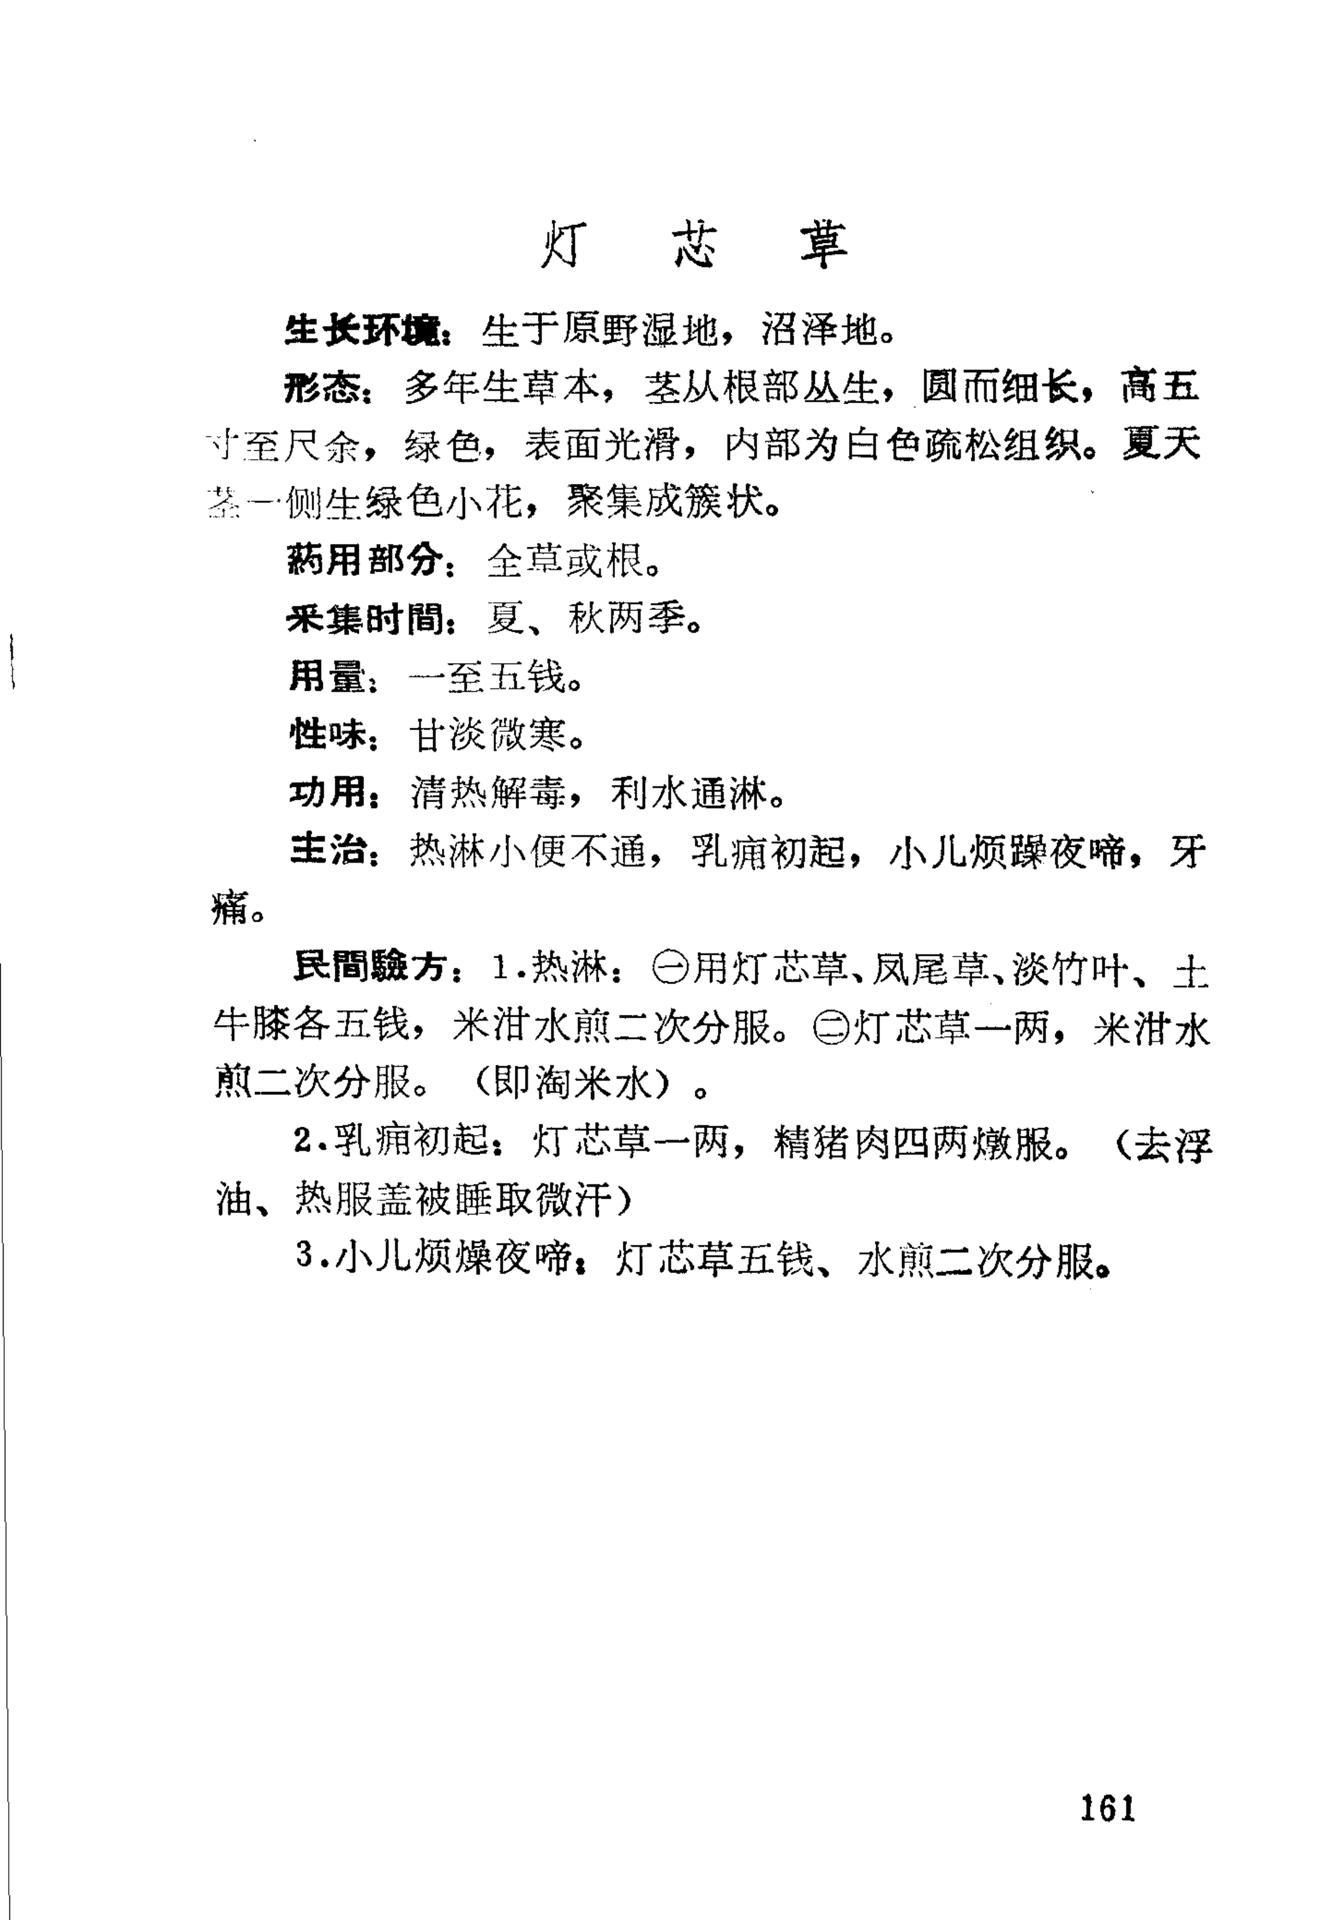 灯芯草
生长环境：生于原野湿地，沼泽地。
形态：多年生草本，茎从根部丛生，圆而细长，高五
寸至尺余，绿色，表面光滑，内部为白色疏松组织。夏天
茎一侧生绿色小花，聚集成簇状。
药用部分：全草或根。
采集时間：夏、秋两季。
用量：一至五钱。
性味：甘淡微寒。
功用：清热解毒，利水通淋。
主治：热淋小便不通，乳痈初起，小儿烦躁夜啼，牙
痛。
民間驗方：1.热淋：㊀用灯芯草、凤尾草、淡竹叶、土
牛膝各五钱，米泔水煎二次分服。㊁灯芯草一两，米泔水
煎二次分服。（即淘米水）。
2.乳痈初起：灯芯草一两，精猪肉四两燉服。（去浮
油、热服盖被睡取微汗）
3.小儿烦燥夜啼：灯芯草五钱、水煎二次分服。
161